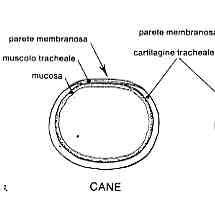 parete membranosa
parete membranosa
muscolo tracheale
cartilagine tracheale
mucosa
CANE